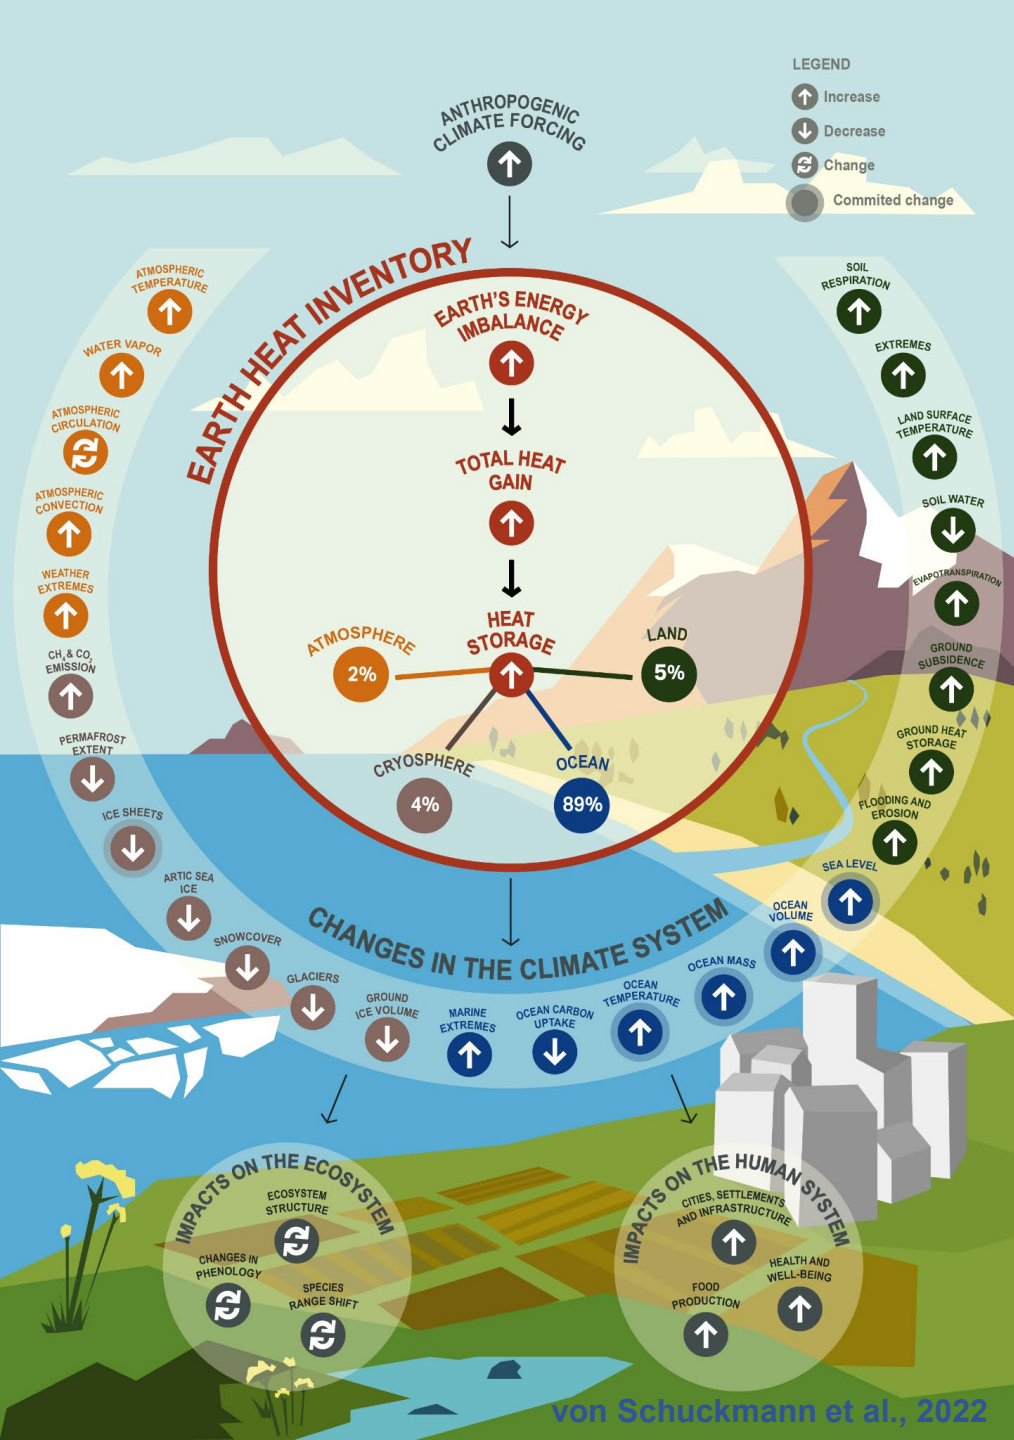 LEGEND
Increase
Decrease
Change
Commited change
ANTHROPOGENIC
CLIMATE FORCING
EARTH HEAT INVENTORY
EARTH'S ENERGY
IMBALANCE
TOTAL HEAT
GAIN
HEAT
STORAGE
ATMOSPHERE
2%
LAND
5%
CRYOSPHERE
4%
OCEAN
89%
CHANGES IN THE CLIMATE SYSTEM
ATMOSPHERIC
TEMPERATURE
WATER VAPOR
ATMOSPHERIC
CIRCULATION
ATMOSPHERIC
CONVECTION
WEATHER
EXTREMES
CH₄& CO₂
EMISSION
PERMAFROST
EXTENT
ICE SHEETS
ARTIC SEA
ICE
SNOWCOVER
GLACIERS
GROUND
ICE VOLUME
MARINE
EXTREMES
OCEAN CARBON
UPTAKE
OCEAN
TEMPERATURE
OCEAN MASS
OCEAN
VOLUME
SEA LEVEL
FLOODING AND
EROSION
GROUND HEAT
STORAGE
GROUND
SUBSIDENCE
EVAPOTRANSPIRATION
SOIL WATER
LAND SURFACE
TEMPERATURE
EXTREMES
SOIL
RESPIRATION
IMPACTS ON THE ECOSYSTEM
ECOSYSTEM
STRUCTURE
CHANGES IN
PHENOLOGY
SPECIES
RANGE SHIFT
IMPACTS ON THE HUMAN SYSTEM
CITIES, SETTLEMENTS
AND INFRASTRUCTURE
HEALTH AND
WELL-BEING
FOOD
PRODUCTION
von Schuckmann et al., 2022